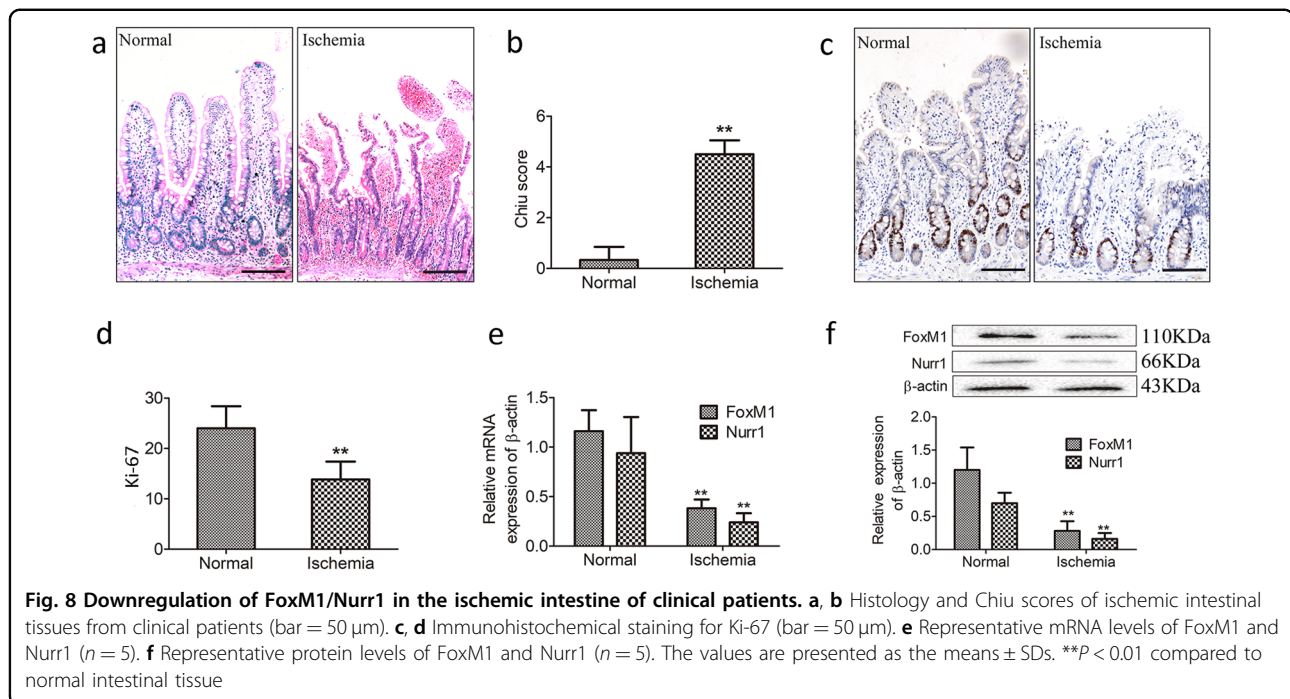 a
Normal
Ischemia
b
6
4
2
0
Chiu score
**
Normal
Ischemia
c
Normal
Ischemia
d
30
20
10
0
Ki-67
**
Normal
Ischemia
e
1.5
1.0
0.5
0.0
Relative mRNA
expression of β-actin
FoxM1
Nurr1
**
**
Normal
Ischemia
f
FoxM1
110KDa
Nurr1
66KDa
β-actin
43KDa
2.0
1.5
1.0
0.5
0.0
Relative expression
of β-actin
FoxM1
Nurr1
**
**
Normal
Ischemia
Fig. 8 Downregulation of FoxM1/Nurr1 in the ischemic intestine of clinical patients. a, b Histology and Chiu scores of ischemic intestinal
tissues from clinical patients (bar = 50 μm). c, d Immunohistochemical staining for Ki-67 (bar = 50 μm). e Representative mRNA levels of FoxM1 and
Nurr1 (n = 5). f Representative protein levels of FoxM1 and Nurr1 (n = 5). The values are presented as the means ± SDs. **P < 0.01 compared to
normal intestinal tissue